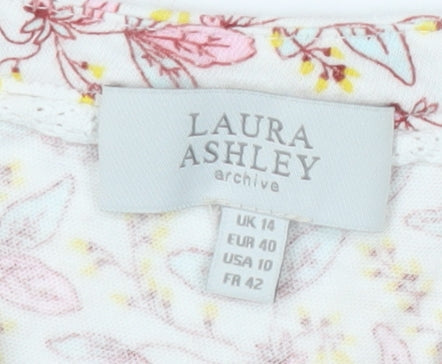 LAURA
ASHLEY
archive
UK 14
EUR 40
USA 10
FR 42